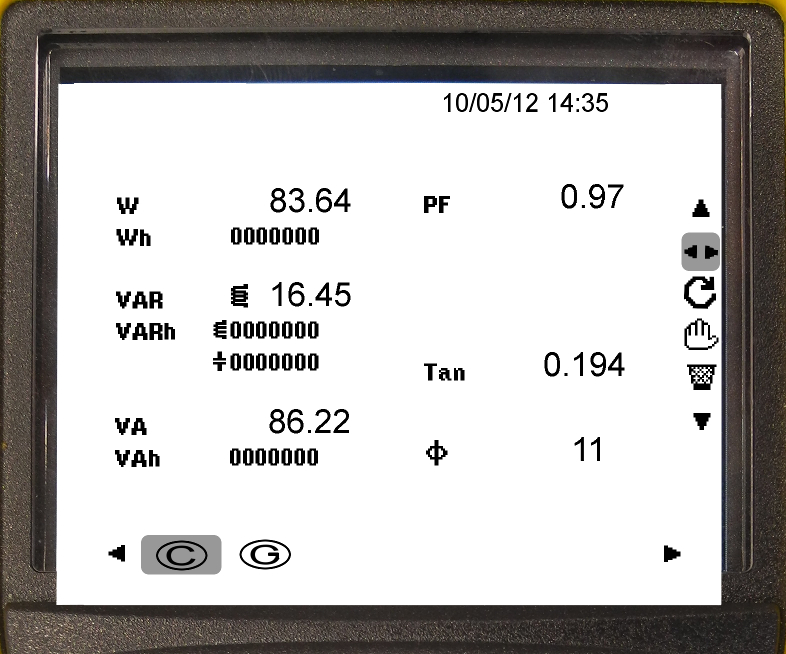 10/05/12 14:35
W 83.64 PF 0.97
Wh 0000000
VAR 16.45
VARh 0000000
0000000
Tan 0.194
VA 86.22
VAh 0000000
Φ 11
C G